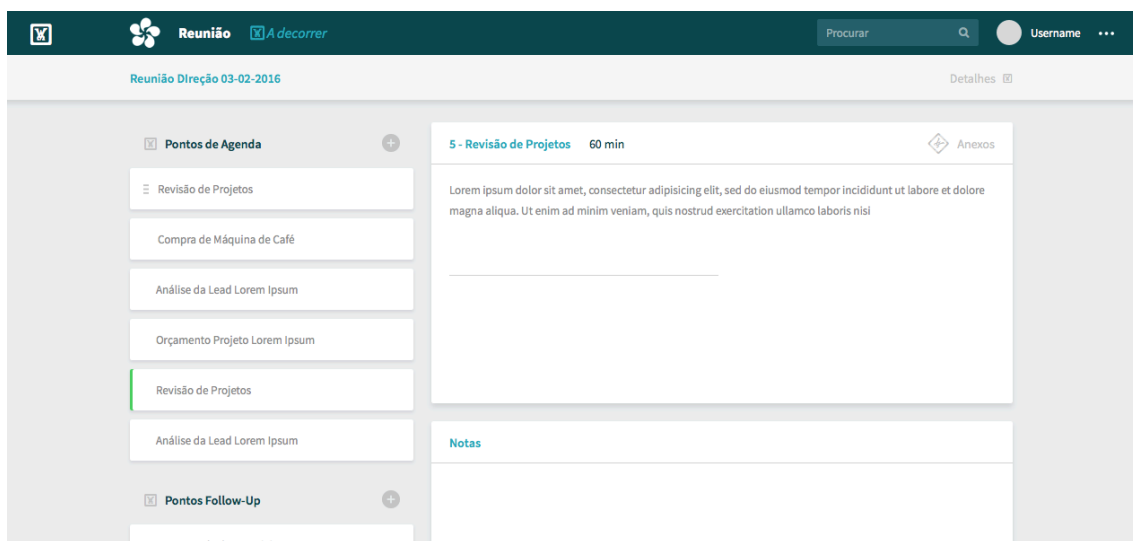 Reunião A decorrer Procurar Username
Reunião DIreção 03-02-2016 Detalhes
Pontos de Agenda
Revisão de Projetos
Compra de Máquina de Café
Análise da Lead Lorem Ipsum
Orçamento Projeto Lorem Ipsum
Revisão de Projetos
Análise da Lead Lorem Ipsum
Pontos Follow-Up
5 - Revisão de Projetos 60 min Anexos
Lorem ipsum dolor sit amet, consectetur adipisicing elit, sed do eiusmod tempor incididunt ut labore et dolore
magna aliqua. Ut enim ad minim veniam, quis nostrud exercitation ullamco laboris nisi
Notas